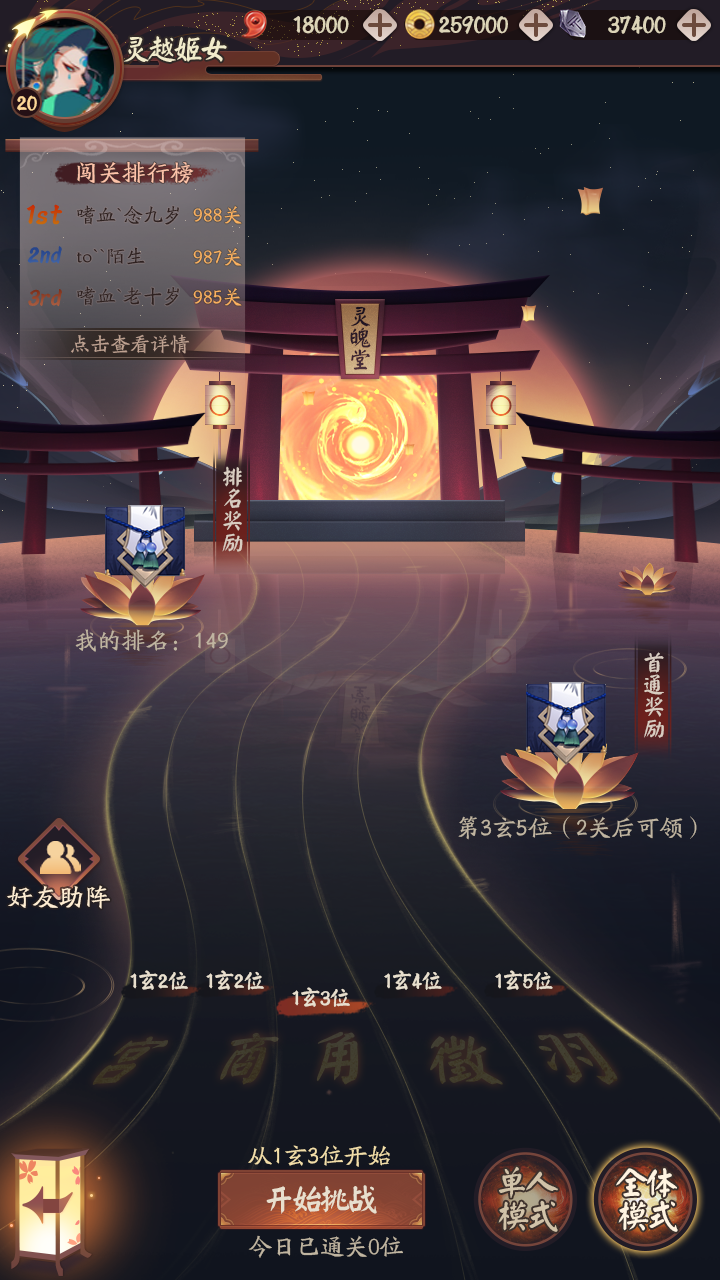 灵越姬女
18000
259000
37400
20
闯关排行榜
1st 嗜血`念九岁 988关
2nd to``陌生 987关
3rd 嗜血`老十岁 985关
点击查看详情
灵魄堂
排名奖励
我的排名：149
首通奖励
第3玄5位（2关后可领）
好友助阵
1玄2位 1玄2位 1玄3位 1玄4位 1玄5位
宫 商 角 徵 羽
从1玄3位开始
开始挑战
今日已通关0位
单人模式
全体模式